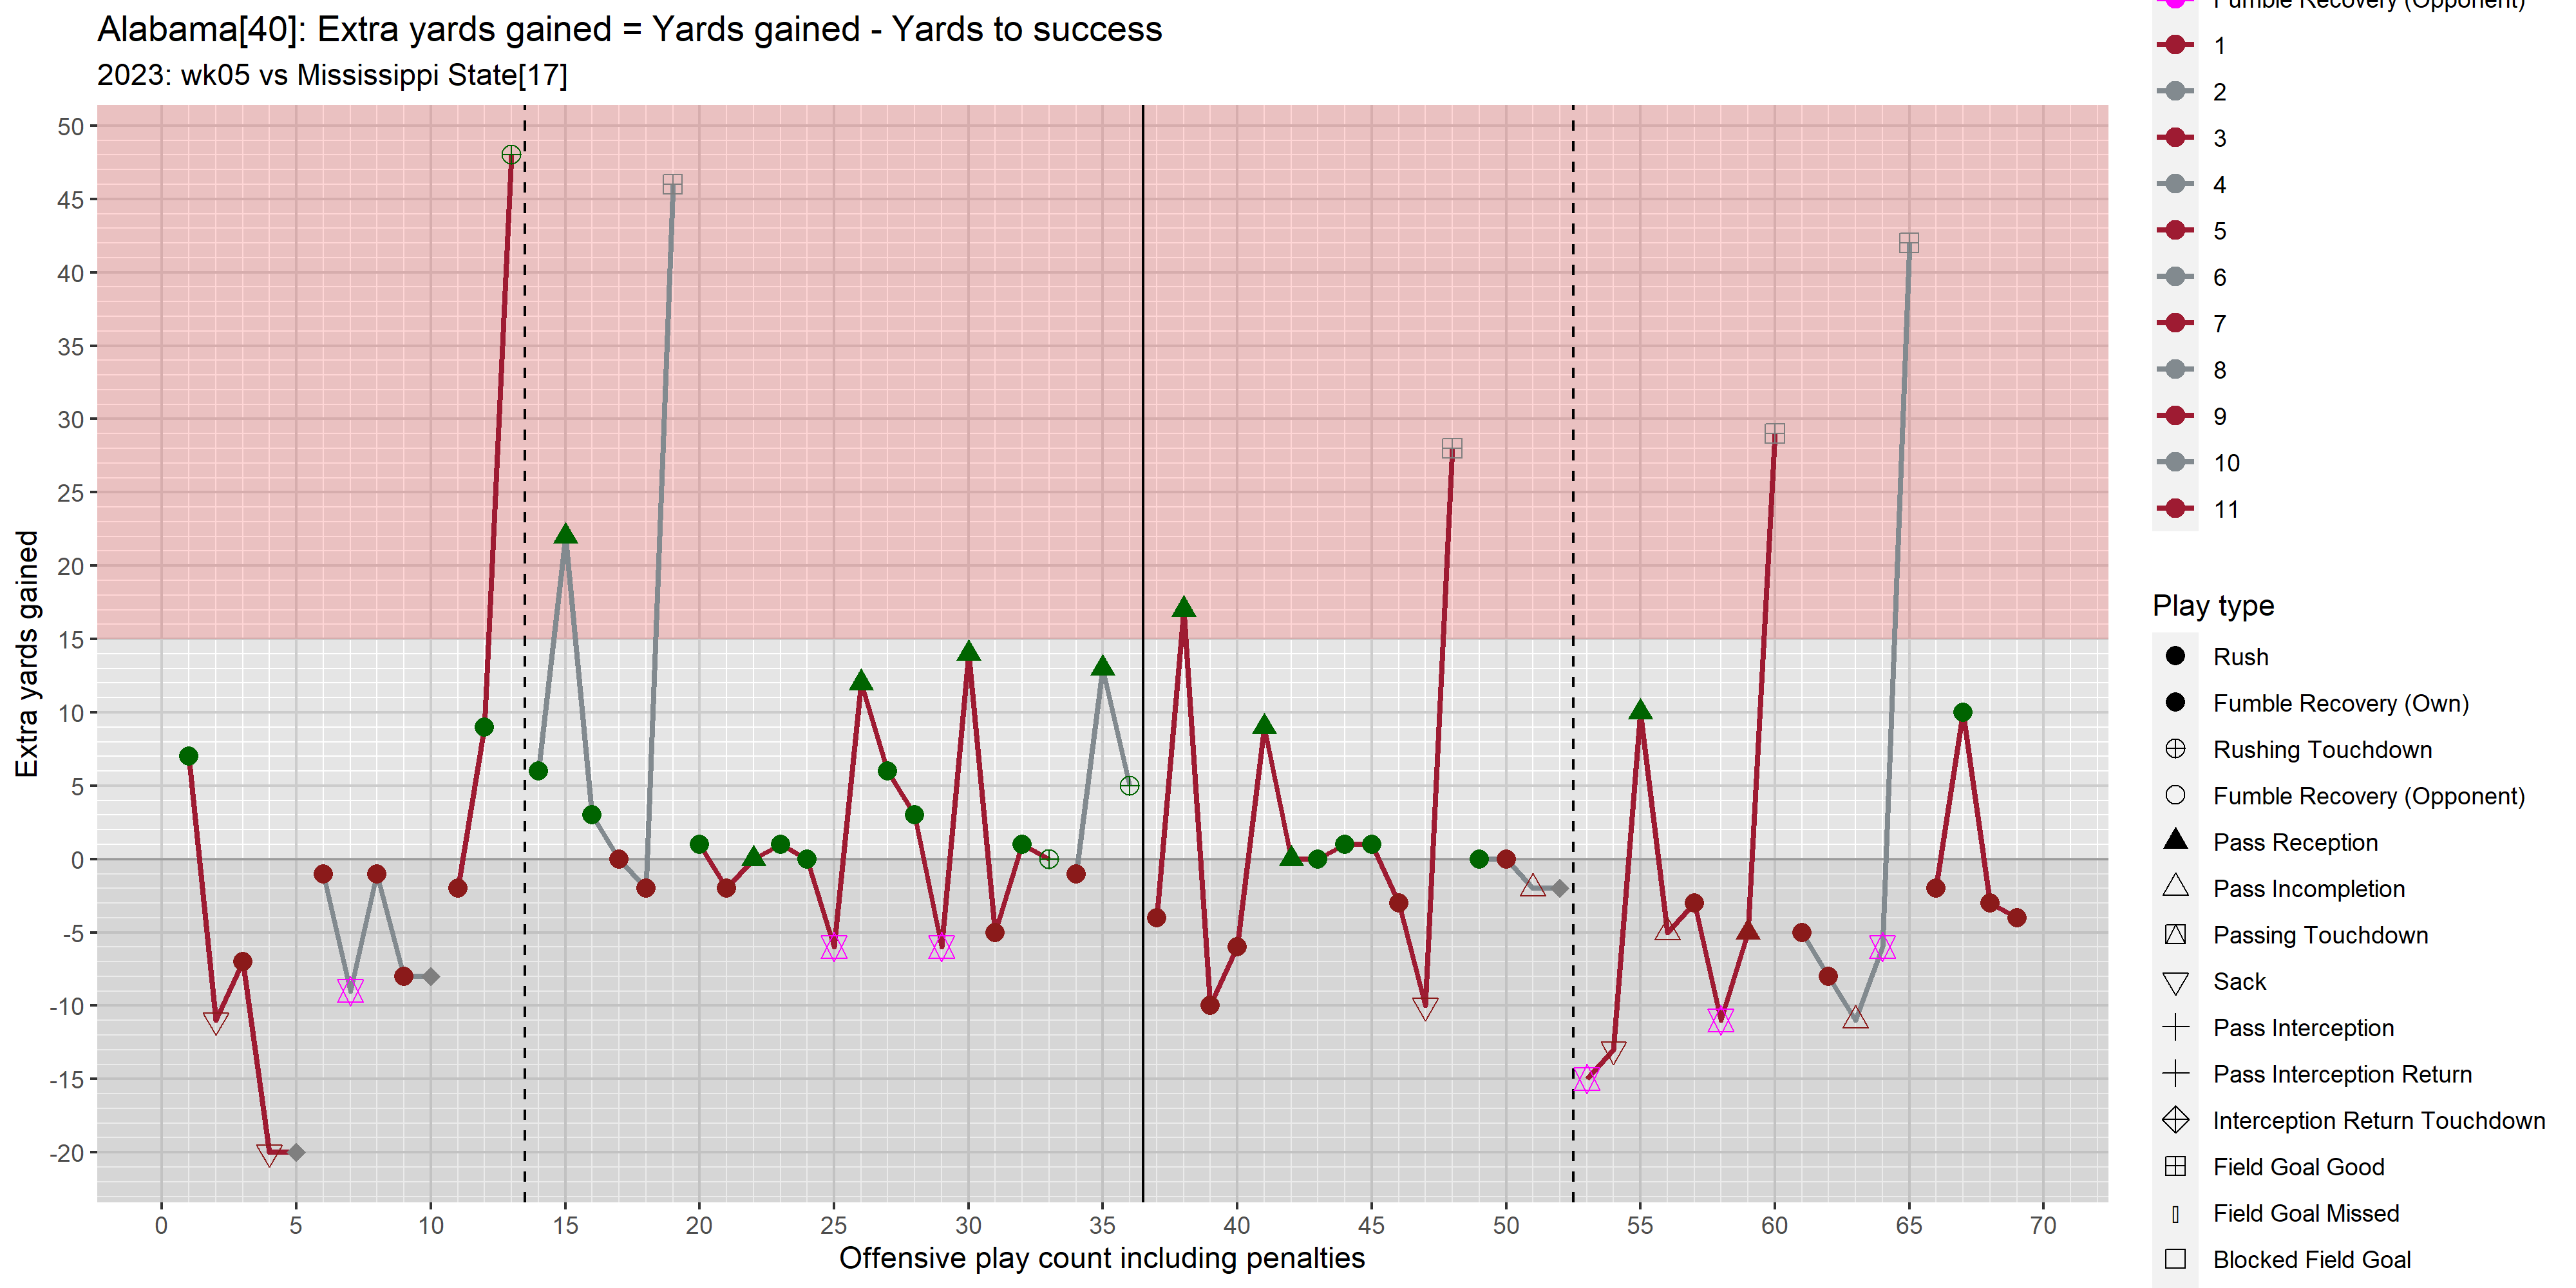 Alabama[40]: Extra yards gained = Yards gained - Yards to success
2023: wk05 vs Mississippi State[17]
Extra yards gained
50
45
40
35
30
25
20
15
10
5
0
-5
-10
-15
-20
0 5 10 15 20 25 30 35 40 45 50 55 60 65 70
Offensive play count including penalties
Fumble Recovery (Opponent)
1
2
3
4
5
6
7
8
9
10
11
Play type
Rush
Fumble Recovery (Own)
Rushing Touchdown
Fumble Recovery (Opponent)
Pass Reception
Pass Incompletion
Passing Touchdown
Sack
Pass Interception
Pass Interception Return
Interception Return Touchdown
Field Goal Good
Field Goal Missed
Blocked Field Goal